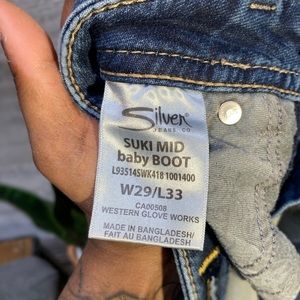 Silver
JEANS CO.
SUKI MID
baby BOOT
L93514SWK418 1001400
W29/L33
CA00508
WESTERN GLOVE WORKS
MADE IN BANGLADESH/
FAIT AU BANGLADESH